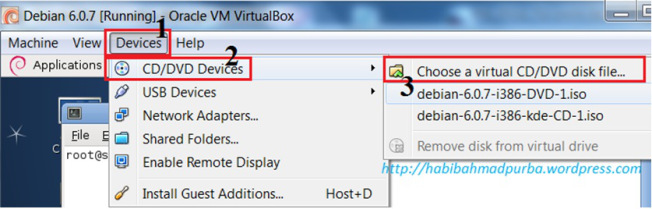 Debian 6.0.7 [Running] - Oracle VM VirtualBox
1
Machine View Devices Help
2
Applications
CD/DVD Devices
Choose a virtual CD/DVD disk file...
3
USB Devices
debian-6.0.7-i386-DVD-1.iso
Network Adapters...
debian-6.0.7-i386-kde-CD-1.iso
File E
Shared Folders...
Remove disk from virtual drive
root@s
Enable Remote Display
http://habibahmadpurba.wordpress.com
Install Guest Additions... Host+D